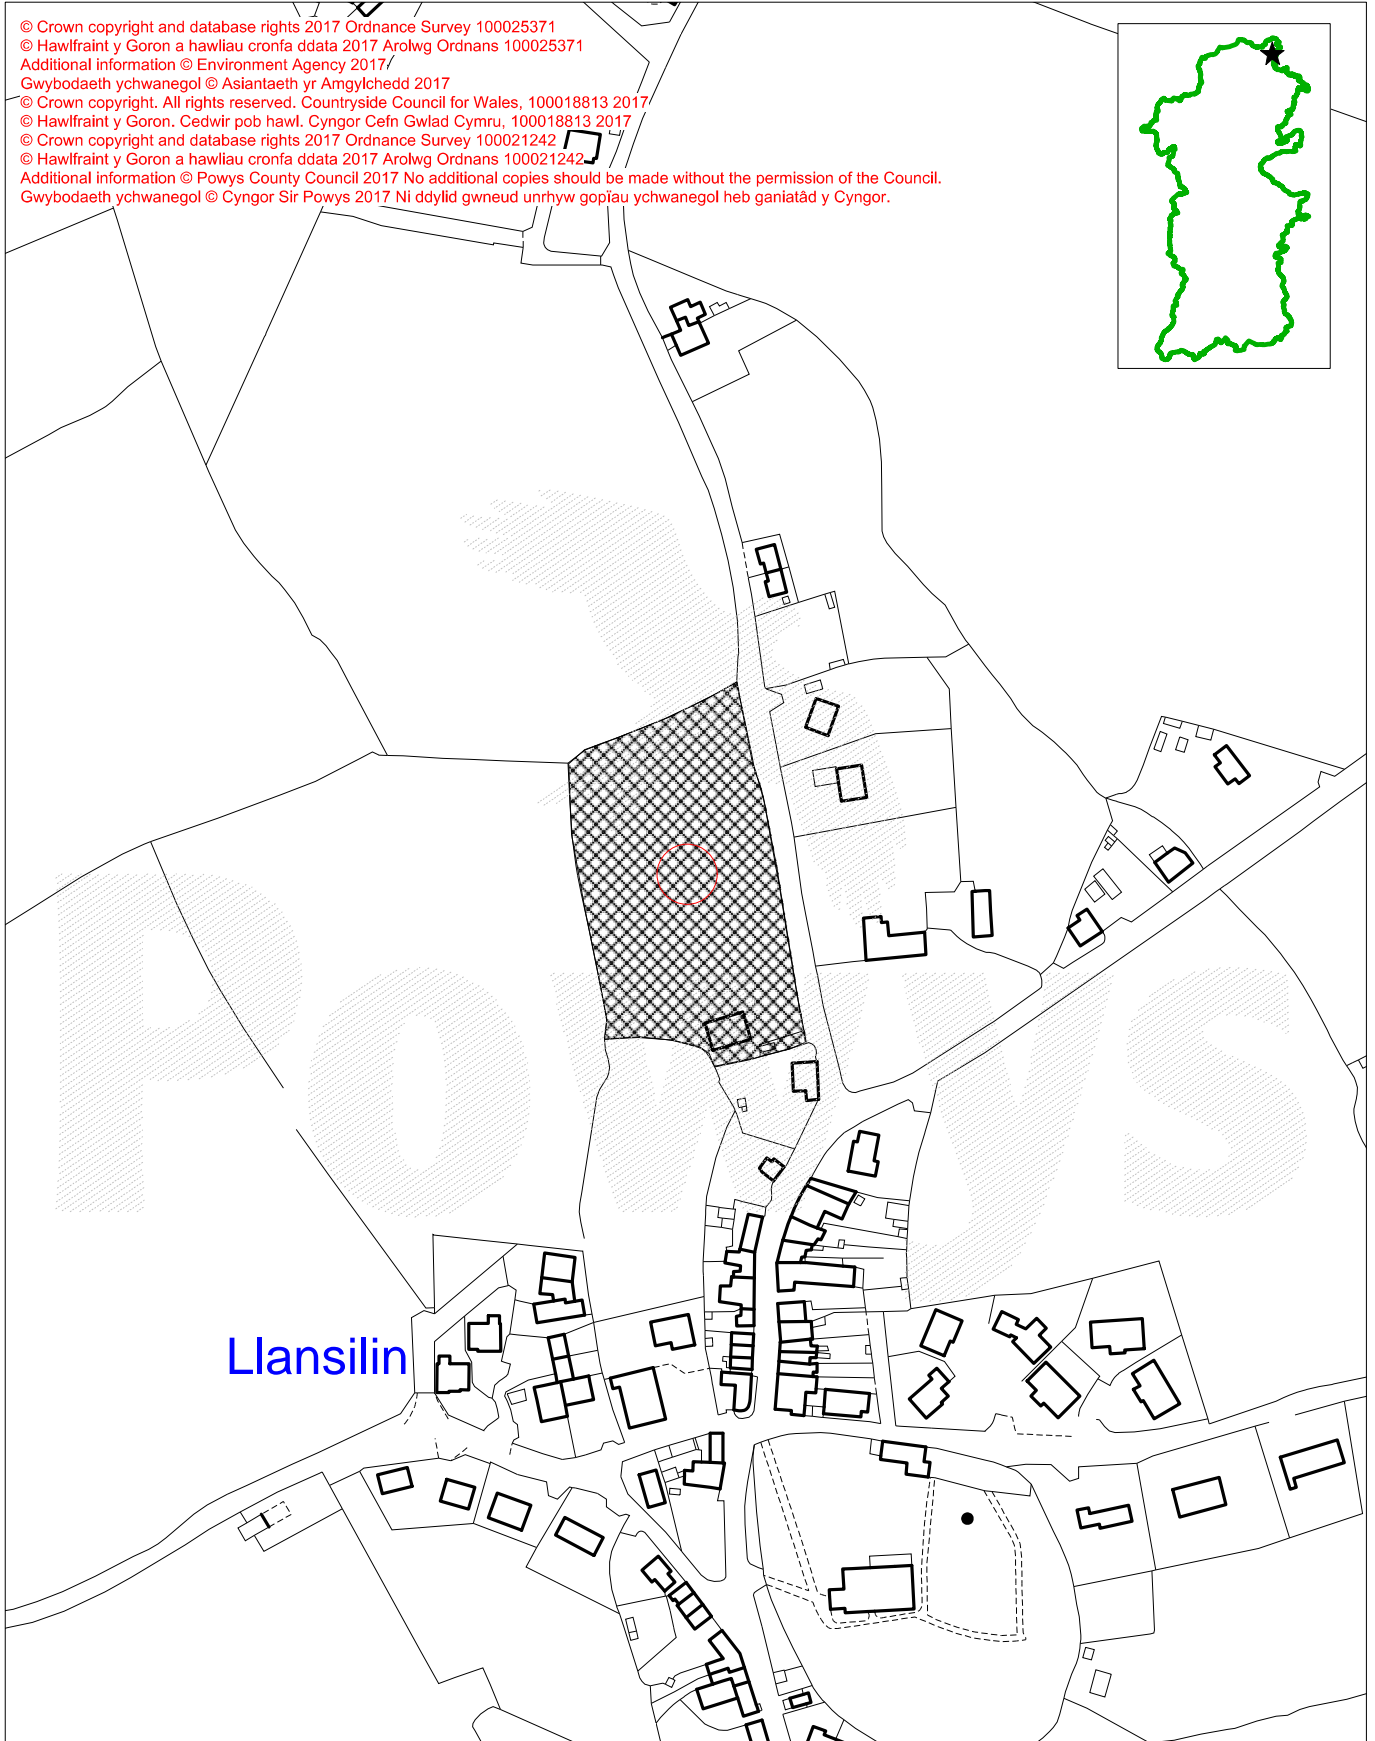 © Crown copyright and database rights 2017 Ordnance Survey 100025371
© Hawlfraint y Goron a hawliau cronfa ddata 2017 Arolwg Ordnans 100025371
Additional information © Environment Agency 2017
Gwybodaeth ychwanegol © Asiantaeth yr Amgylchedd 2017
© Crown copyright. All rights reserved. Countryside Council for Wales, 100018813 2017
© Hawlfraint y Goron. Cedwir pob hawl. Cyngor Cefn Gwlad Cymru, 100018813 2017
© Crown copyright and database rights 2017 Ordnance Survey 100021242
© Hawlfraint y Goron a hawliau cronfa ddata 2017 Arolwg Ordnans 100021242
Additional information © Powys County Council 2017 No additional copies should be made without the permission of the Council.
Gwybodaeth ychwanegol © Cyngor Sir Powys 2017 Ni ddylid gwneud unrhyw gopïau ychwanegol heb ganiatâd y Cyngor.
Powys
Llansilin